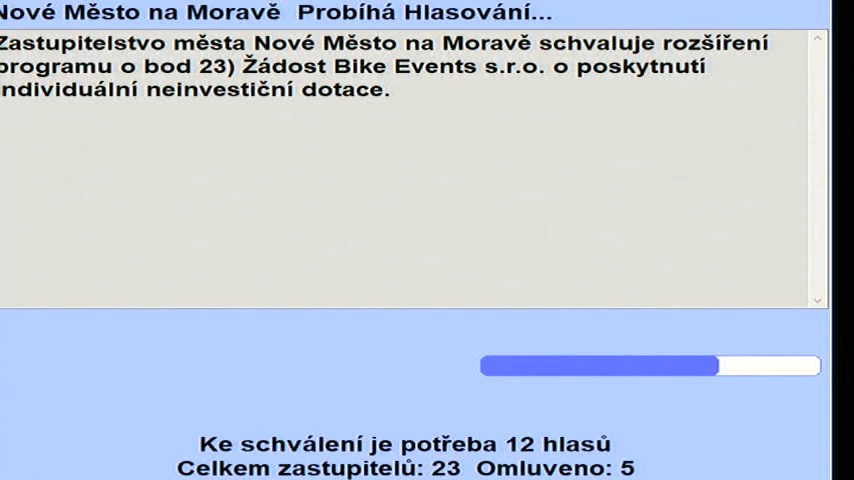 Nové Město na Moravě  Probíhá Hlasování...
Zastupitelstvo města Nové Město na Moravě schvaluje rozšíření
programu o bod 23) Žádost Bike Events s.r.o. o poskytnutí
individuální neinvestiční dotace.
Ke schválení je potřeba 12 hlasů
Celkem zastupitelů: 23  Omluveno: 5